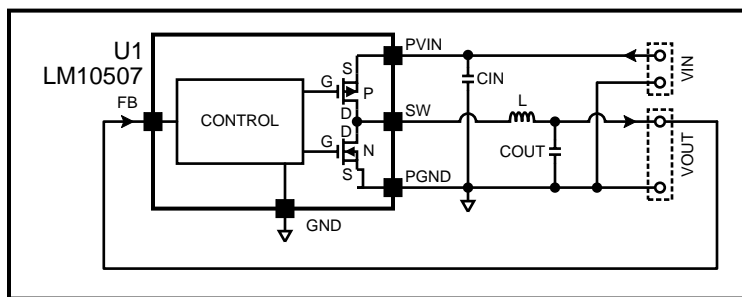 U1
LM10507
FB
CONTROL
G
S
P
D
D
G
N
S
PVIN
CIN
SW
L
COUT
PGND
GND
VIN
VOUT